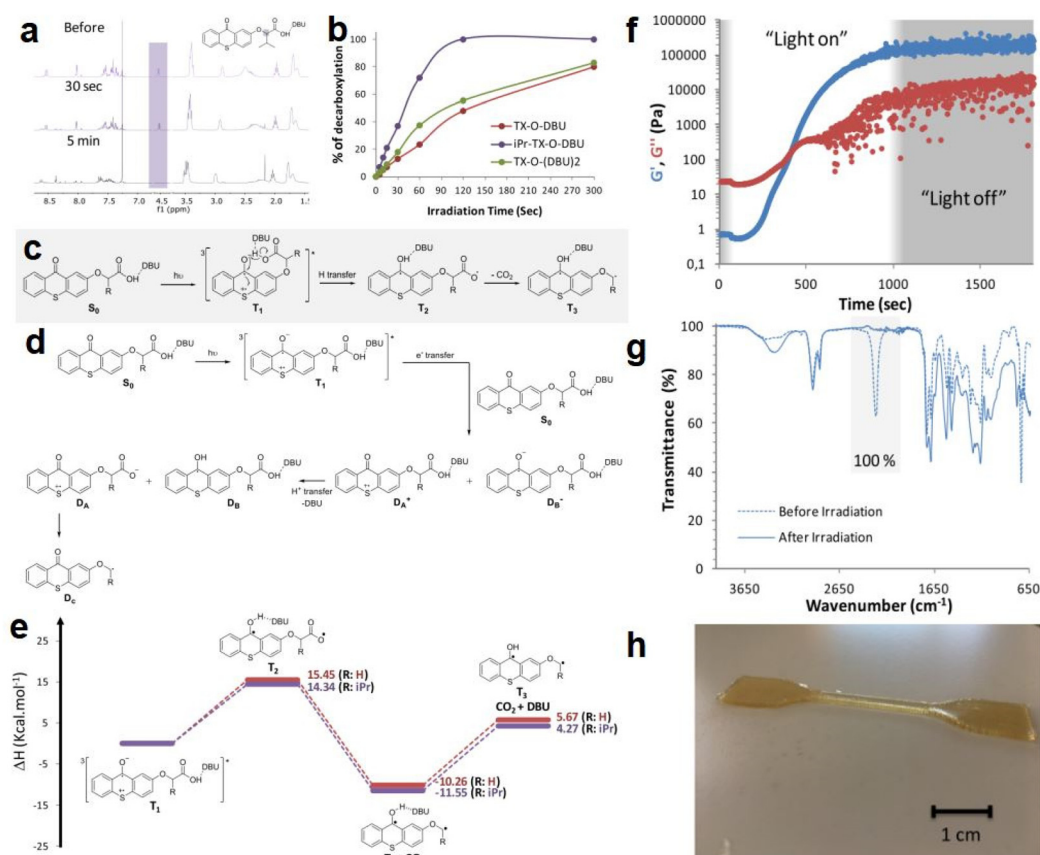 a
Before
30 sec
5 min
O
O
O
OH
DBU
S
8.5 8.0 7.5 7.0 6.5 6.0 5.5 5.0 4.5 4.0 3.5 3.0 2.5 2.0 1.5
f1 (ppm)
b
% of decarboxylation
100
80
60
40
20
0
0 30 60 90 120 150 180 210 240 270 300
Irradiation Time (Sec)
TX-O-DBU
iPr-TX-O-DBU
TX-O-(DBU)2
c
S₀
hυ
3
T₁
*
H transfer
T₂
- CO₂
T₃
d
S₀
hυ
3
T₁
*
e⁻ transfer
S₀
D_A
+
D_B
H⁺ transfer
-DBU
D_A⁺
+
D_B⁻
D_c
e
ΔH (Kcal.mol⁻¹)
25
15
5
-5
-15
-25
T₁
T₂
15.45 (R: H)
14.34 (R: iPr)
-10.26 (R: H)
-11.55 (R: iPr)
T₃
CO₂ + DBU
5.67 (R: H)
4.27 (R: iPr)
f
G', G'' (Pa)
1000000
100000
10000
1000
100
10
1
0,1
"Light on"
"Light off"
0 500 1000 1500
Time (sec)
g
Transmittance (%)
100
80
60
40
20
0
100 %
Before Irradiation
After Irradiation
3650 2650 1650 650
Wavenumber (cm⁻¹)
h
1 cm